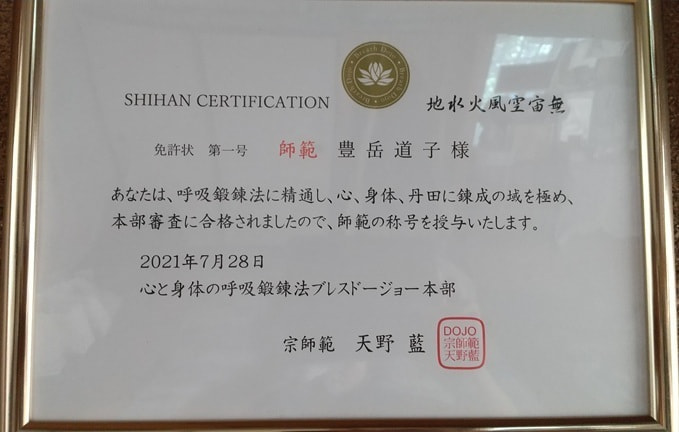 SHIHAN CERTIFICATION
Breath Dojo
地水火風空宙無
免許状 第一号 師範 豊岳道子様
あなたは、呼吸鍛錬法に精通し、心、身体、丹田に錬成の域を極め、
本部審査に合格されましたので、師範の称号を授与いたします。
2021年7月28日
心と身体の呼吸鍛錬法ブレスドージョー本部
宗師範 天野 藍
DOJO
宗師範
天野藍